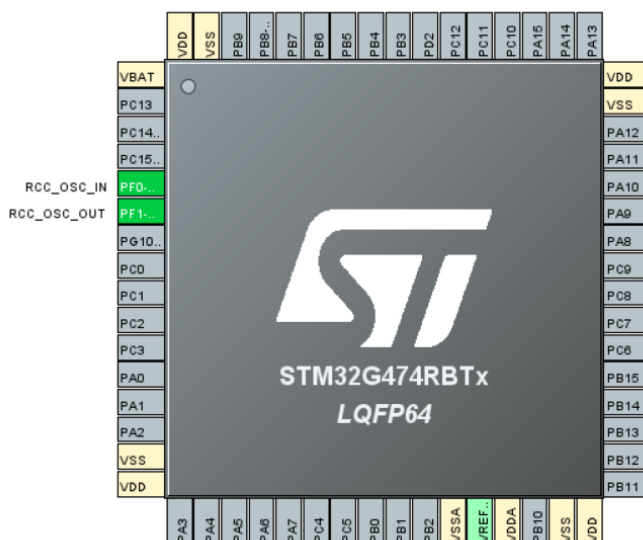 VDD
VSS
PB9
PB8-..
PB7
PB6
PB5
PB4
PB3
PD2
PC12
PC11
PC10
PA15
PA14
PA13
VBAT
PC13
PC14..
PC15..
RCC_OSC_IN PF0-..
RCC_OSC_OUT PF1-..
PG10..
PC0
PC1
PC2
PC3
PA0
PA1
PA2
VSS
VDD
ST
STM32G474RBTx
LQFP64
VDD
VSS
PA12
PA11
PA10
PA9
PA8
PC9
PC8
PC7
PC6
PB15
PB14
PB13
PB12
PB11
PA3
PA4
PA5
PA6
PA7
PC4
PC5
PB0
PB1
PB2
VSSA
VREF..
VDDA
PB10
VSS
VDD